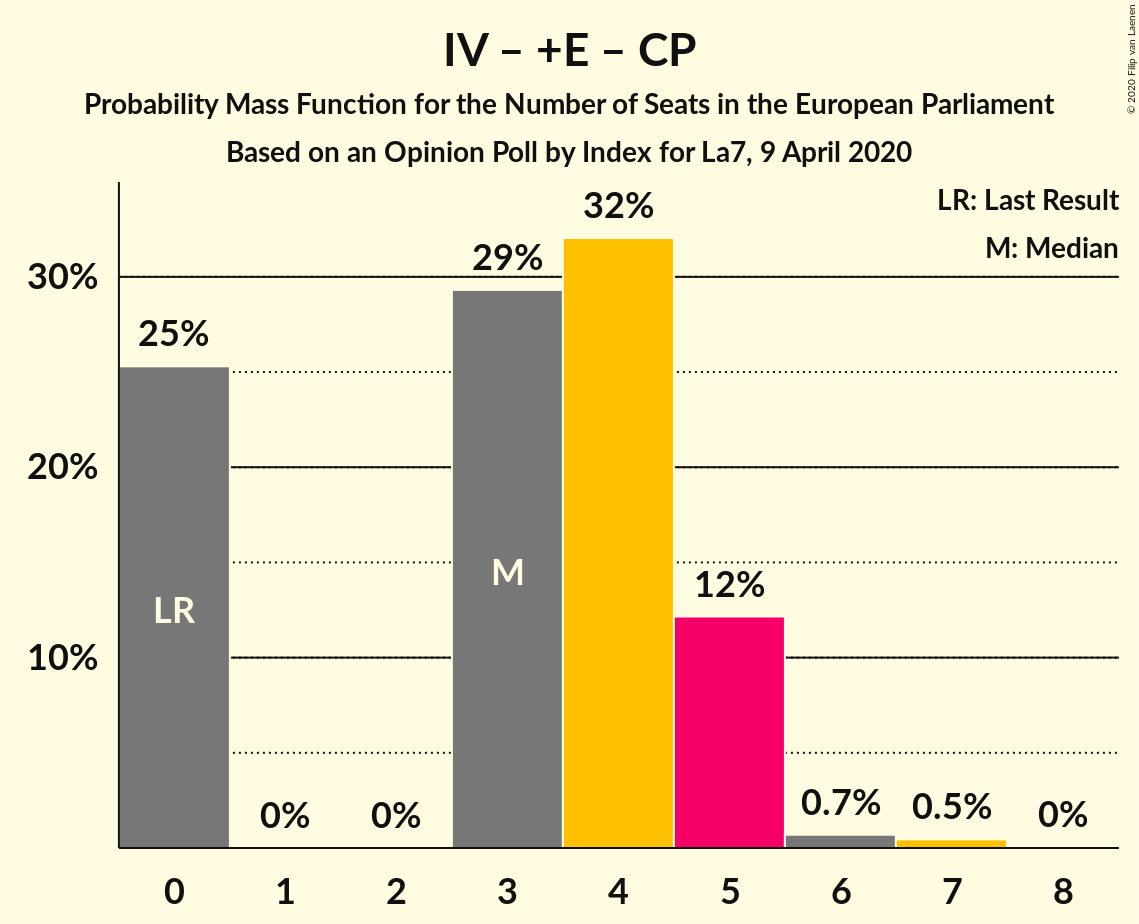 IV – +E – CP
Probability Mass Function for the Number of Seats in the European Parliament
Based on an Opinion Poll by Index for La7, 9 April 2020
© 2020 Filip van Laenen
LR: Last Result
M: Median
32%
29%
30%
25%
20%
M
12%
LR
10%
0%
0%
0.7%
0.5%
0%
0
1
2
3
4
5
6
7
8